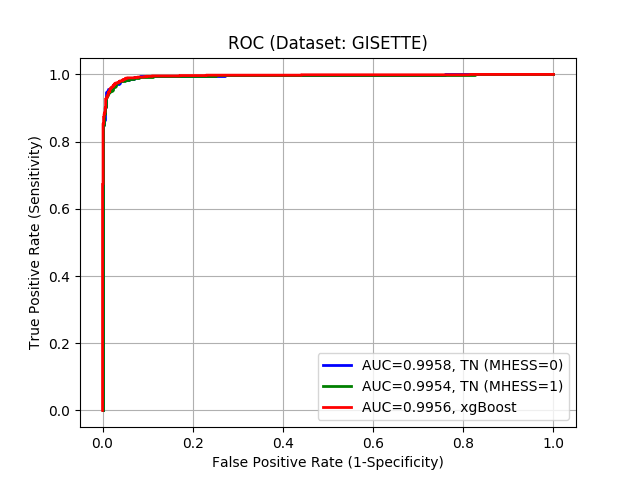 ROC (Dataset: GISETTE)
True Positive Rate (Sensitivity)
1.0
0.8
0.6
0.4
0.2
0.0
AUC=0.9958, TN (MHESS=0)
AUC=0.9954, TN (MHESS=1)
AUC=0.9956, xgBoost
0.0 0.2 0.4 0.6 0.8 1.0
False Positive Rate (1-Specificity)